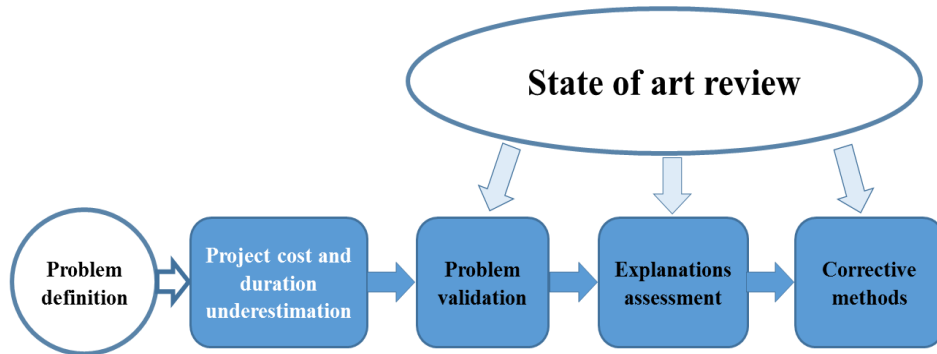 State of art review
Problem
definition
Project cost and
duration
underestimation
Problem
validation
Explanations
assessment
Corrective
methods